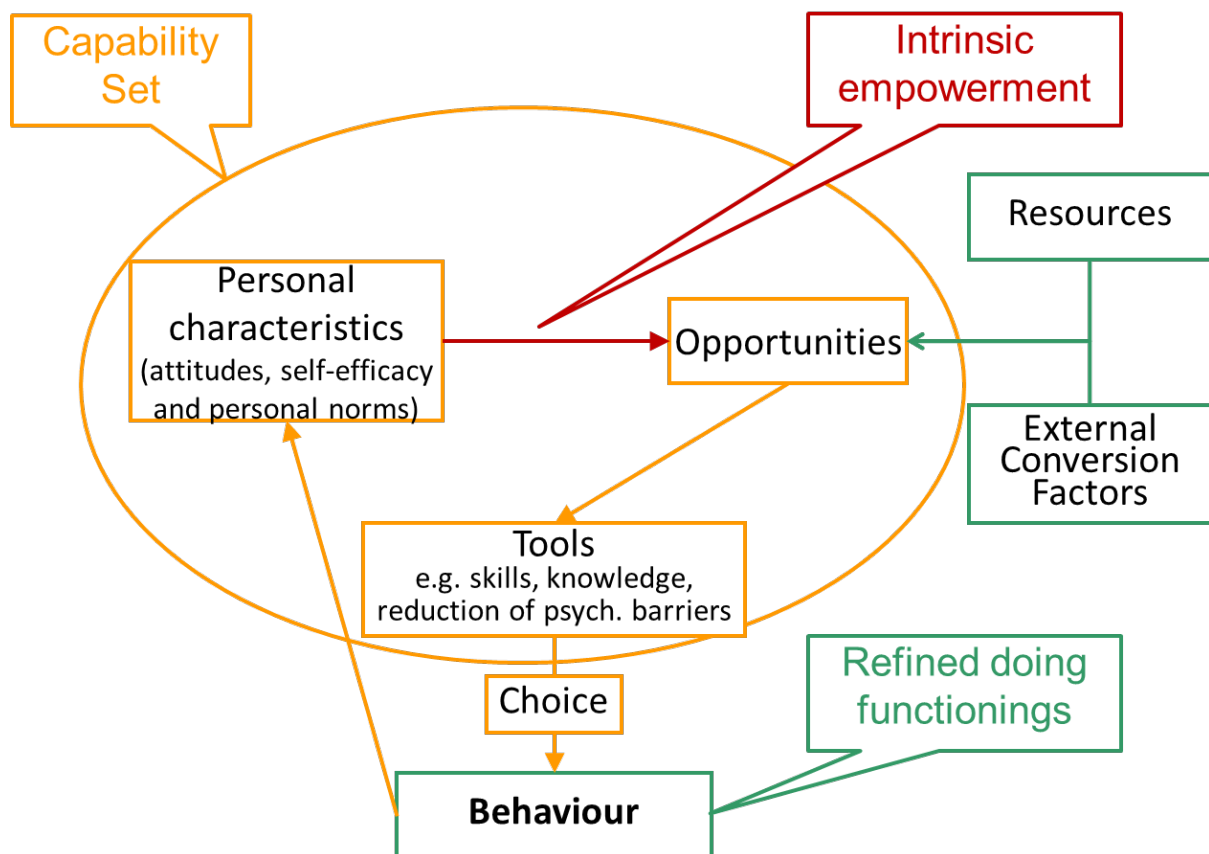 Capability
Set
Intrinsic
empowerment
Resources
Personal
characteristics
(attitudes, self-efficacy
and personal norms)
Opportunities
External
Conversion
Factors
Tools
e.g. skills, knowledge,
reduction of psych. barriers
Choice
Refined doing
functionings
Behaviour